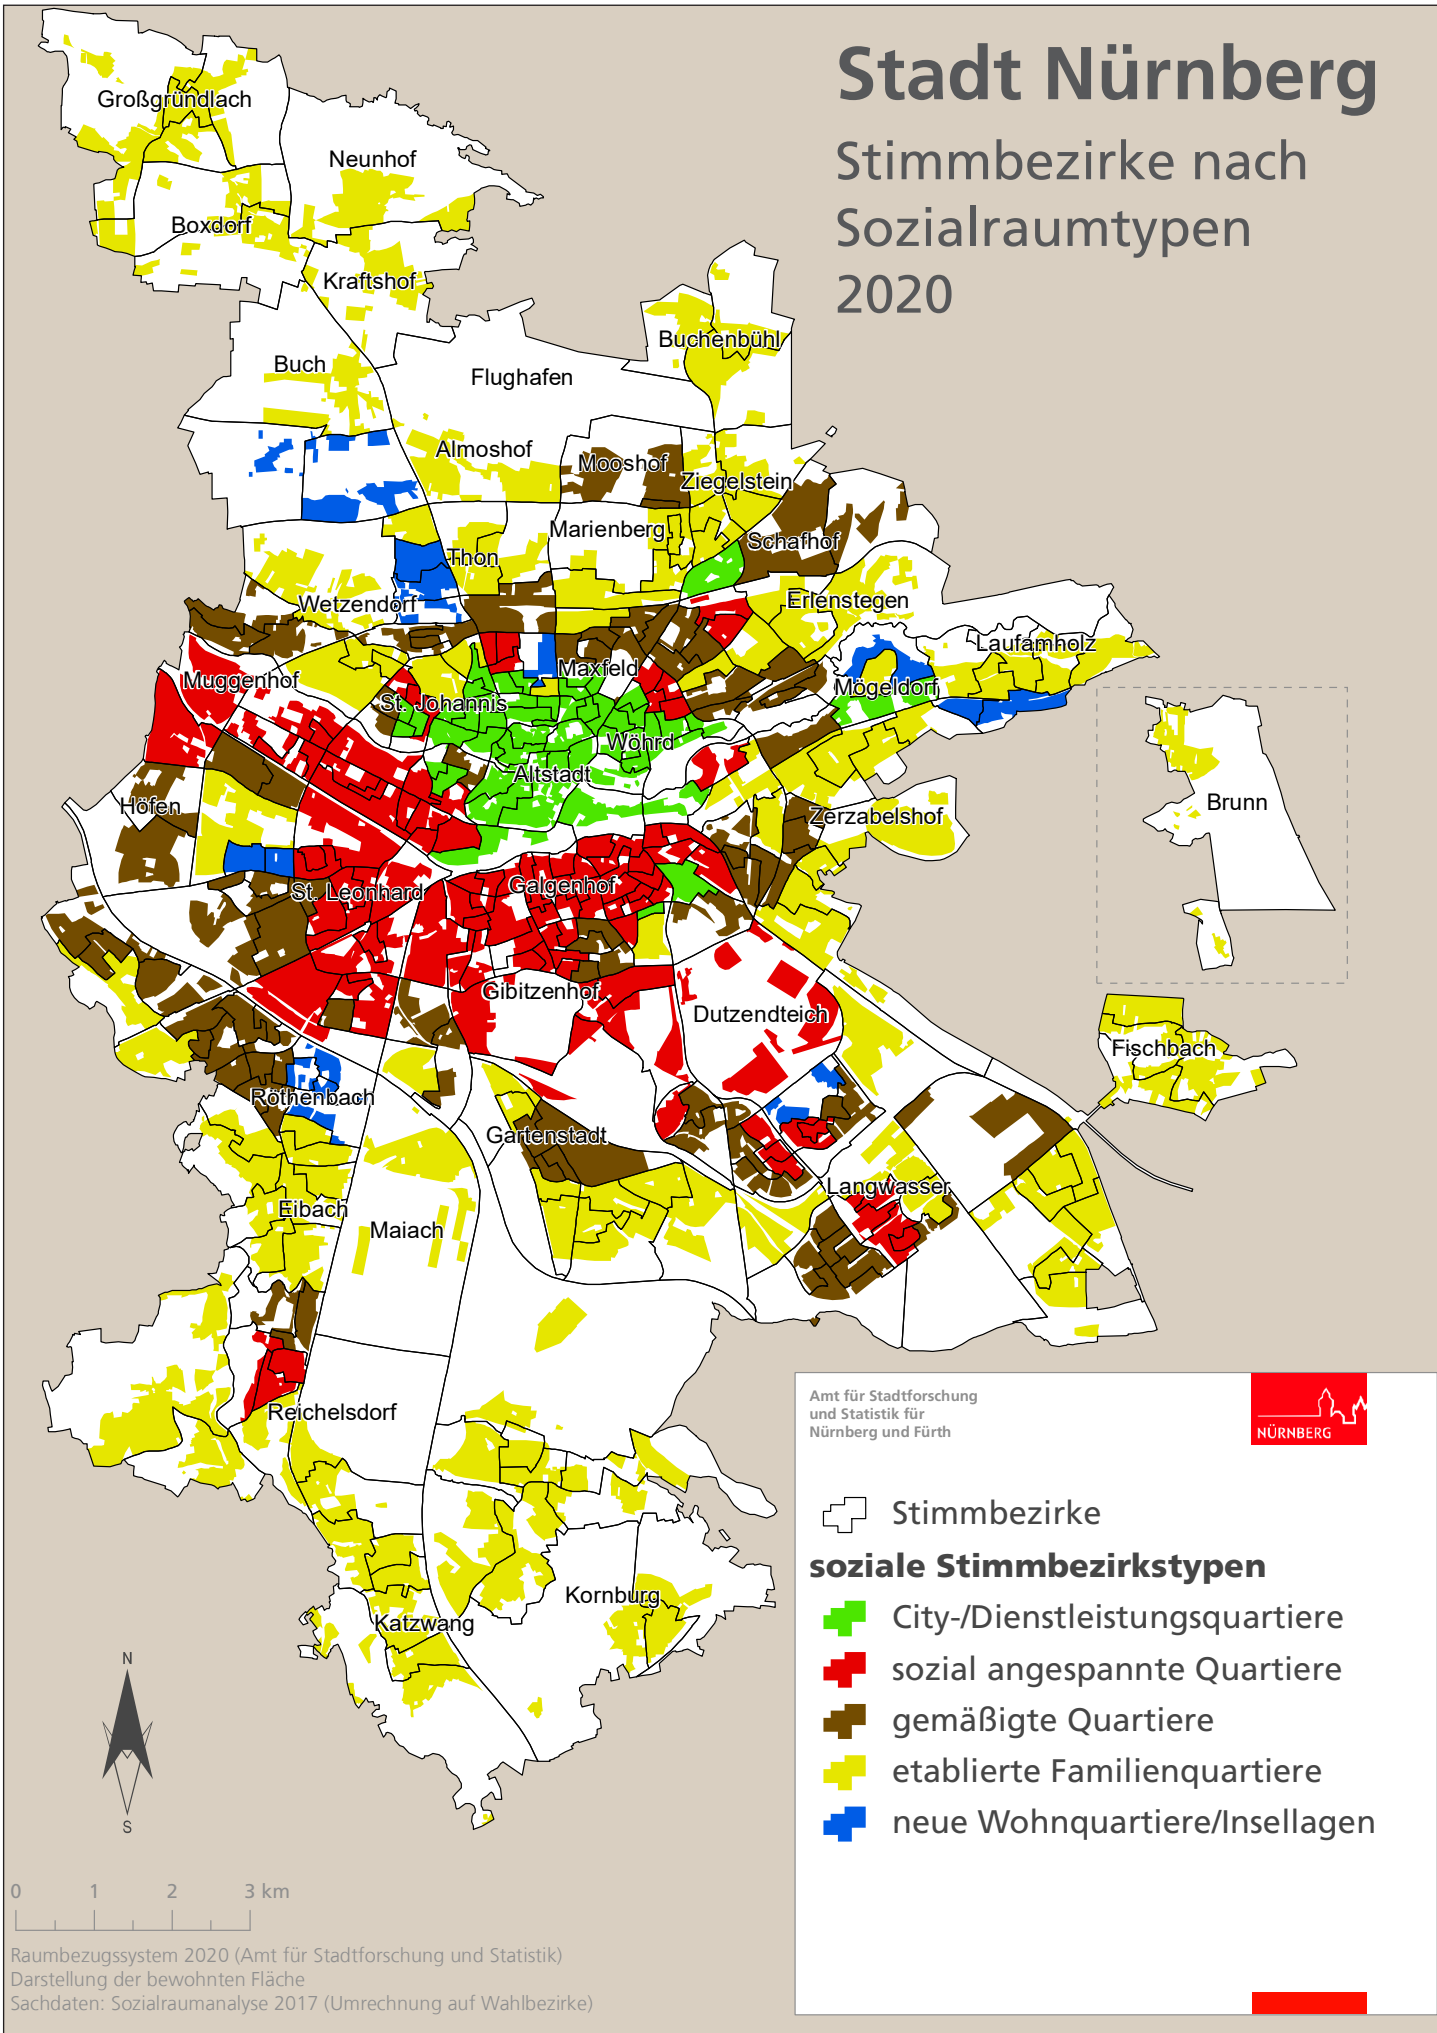 Stadt Nürnberg
Stimmbezirke nach
Sozialraumtypen
2020
Großgründlach
Neunhof
Boxdorf
Kraftshof
Buchenbühl
Buch
Flughafen
Almoshof
Mooshof
Ziegelstein
Marienberg
Schafhof
Thon
Wetzendorf
Erlenstegen
Laufamholz
Maxfeld
Muggenhof
Mögeldorf
St. Johannis
Wöhrd
Altstadt
Höfen
Zerzabelshof
Brunn
St. Leonhard
Galgenhof
Gibitzenhof
Dutzendteich
Fischbach
Röthenbach
Gartenstadt
Langwasser
Eibach
Maiach
Reichelsdorf
Kornburg
Katzwang
Amt für Stadtforschung
und Statistik für
Nürnberg und Fürth
NÜRNBERG
Stimmbezirke
soziale Stimmbezirkstypen
City-/Dienstleistungsquartiere
sozial angespannte Quartiere
gemäßigte Quartiere
etablierte Familienquartiere
neue Wohnquartiere/Insellagen
N
S
0 1 2 3 km
Raumbezugssystem 2020 (Amt für Stadtforschung und Statistik)
Darstellung der bewohnten Fläche
Sachdaten: Sozialraumanalyse 2017 (Umrechnung auf Wahlbezirke)